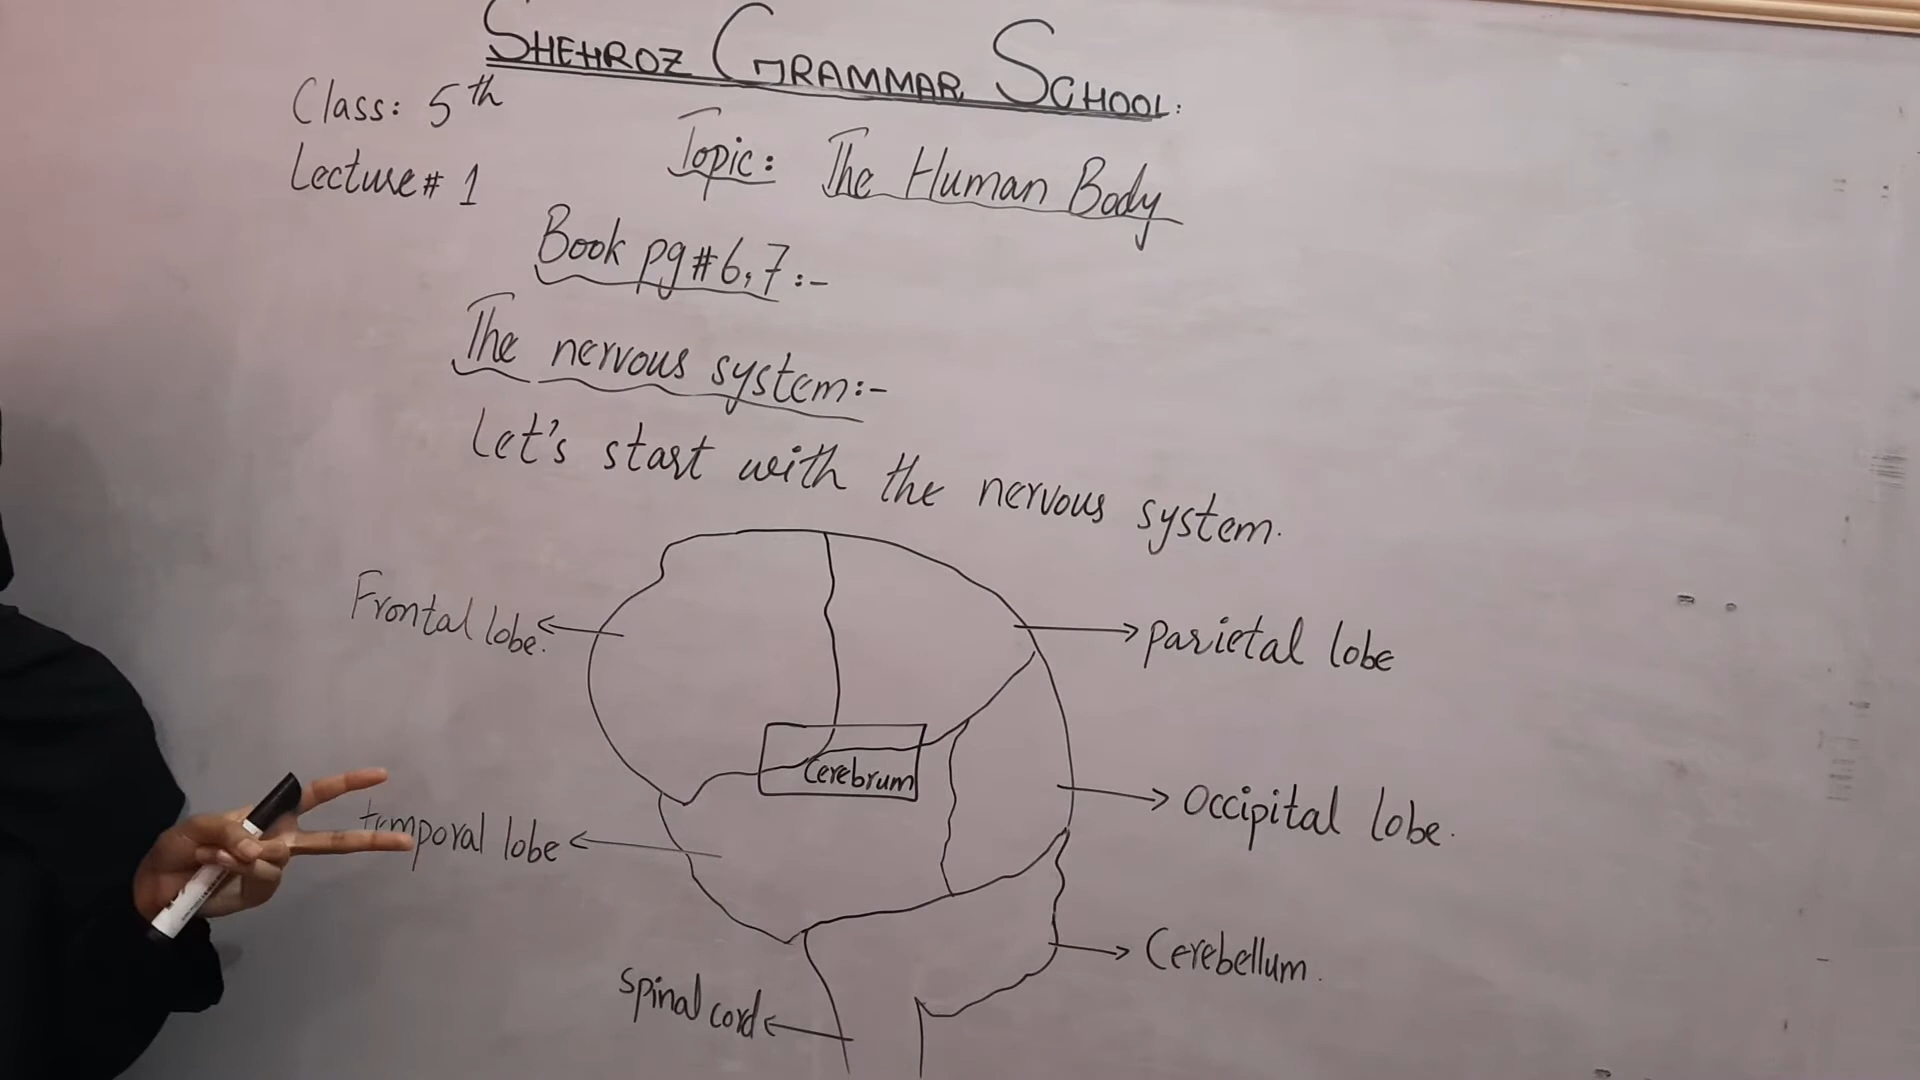 SHEHROZ GRAMMAR SCHOOL.
Class: 5th
Topic: The Human Body
Lecture# 1
Book pg#6,7:-
The nervous system:-
Let's start with the nervous system.
Frontal lobe.
parietal lobe
Cerebrum
temporal lobe
Occipital lobe.
Cerebellum.
Spinal cord